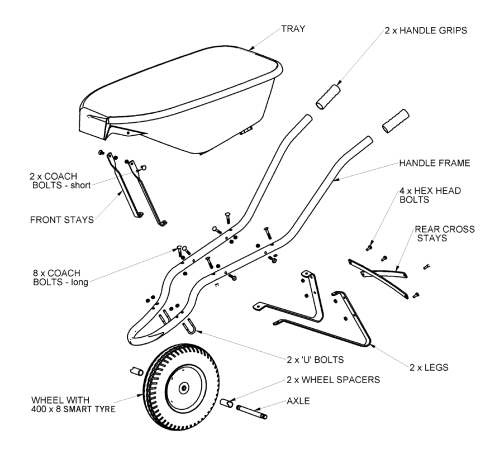 TRAY
2 x HANDLE GRIPS
HANDLE FRAME
2 x COACH
BOLTS - short
4 x HEX HEAD
BOLTS
FRONT STAYS
REAR CROSS
STAYS
8 x COACH
BOLTS - long
2 x 'U' BOLTS
2 x LEGS
2 x WHEEL SPACERS
WHEEL WITH
400 x 8 SMART TYRE
AXLE